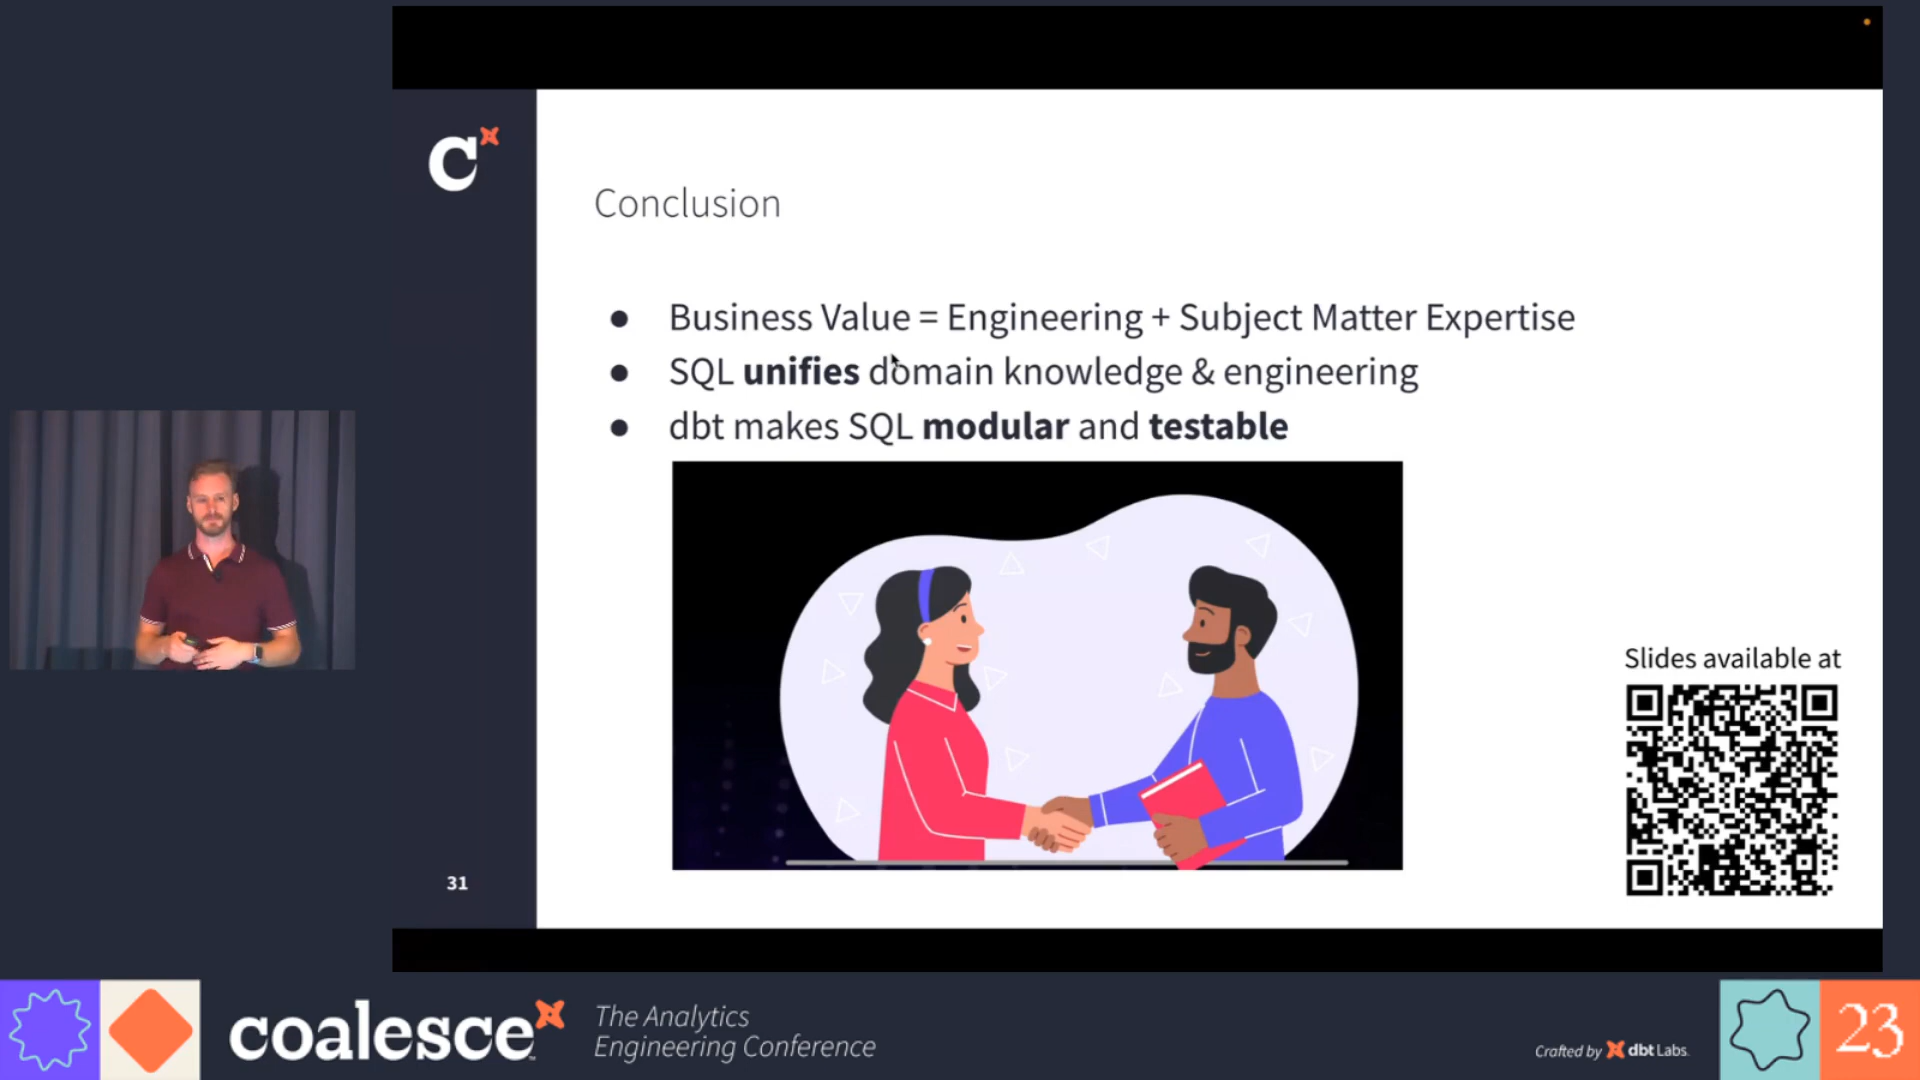 C
Conclusion
● Business Value = Engineering + Subject Matter Expertise
● SQL unifies domain knowledge & engineering
● dbt makes SQL modular and testable
Slides available at
31
coalesce™
The Analytics
Engineering Conference
Crafted by dbt Labs.
23